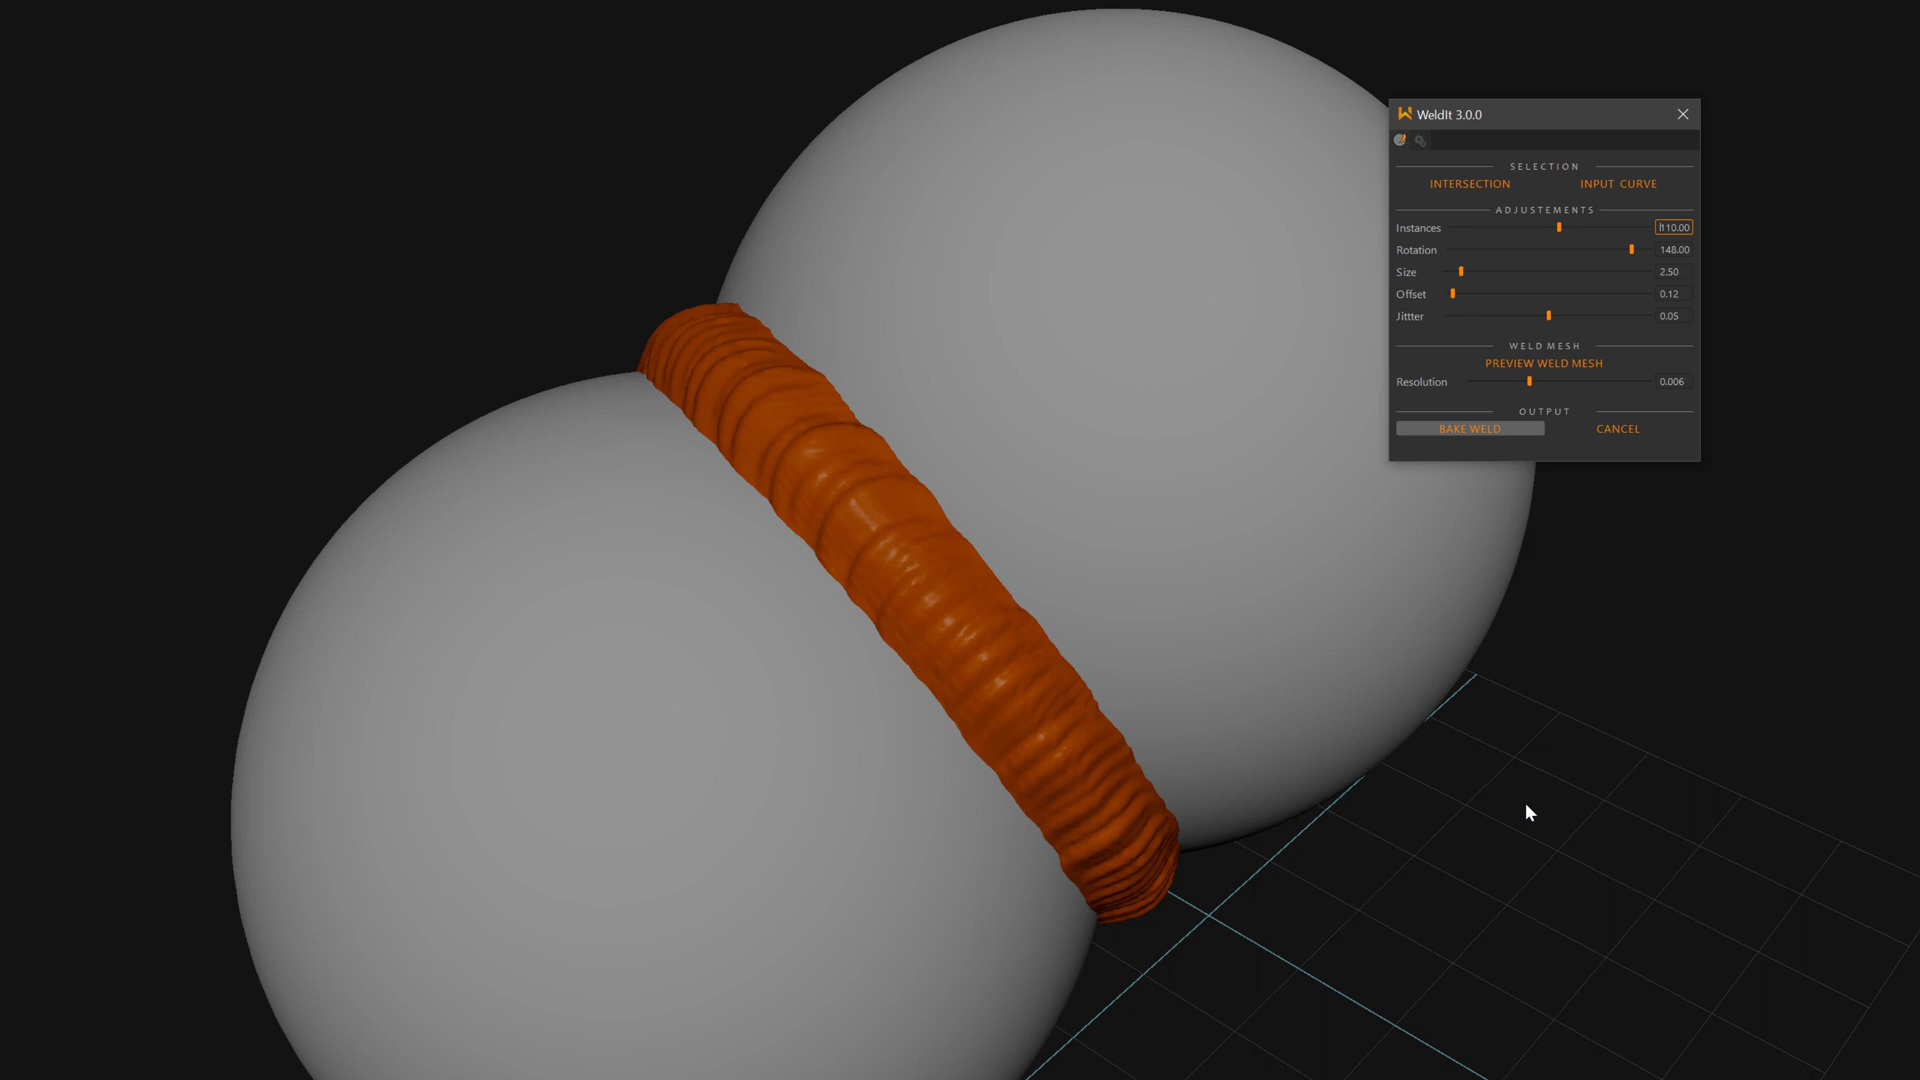 WeldIt 3.0.0
SELECTION
INTERSECTION INPUT CURVE
ADJUSTEMENTS
Instances 110.00
Rotation 148.00
Size 2.50
Offset 0.12
Jittter 0.05
WELD MESH
PREVIEW WELD MESH
Resolution 0.006
OUTPUT
BAKE WELD CANCEL